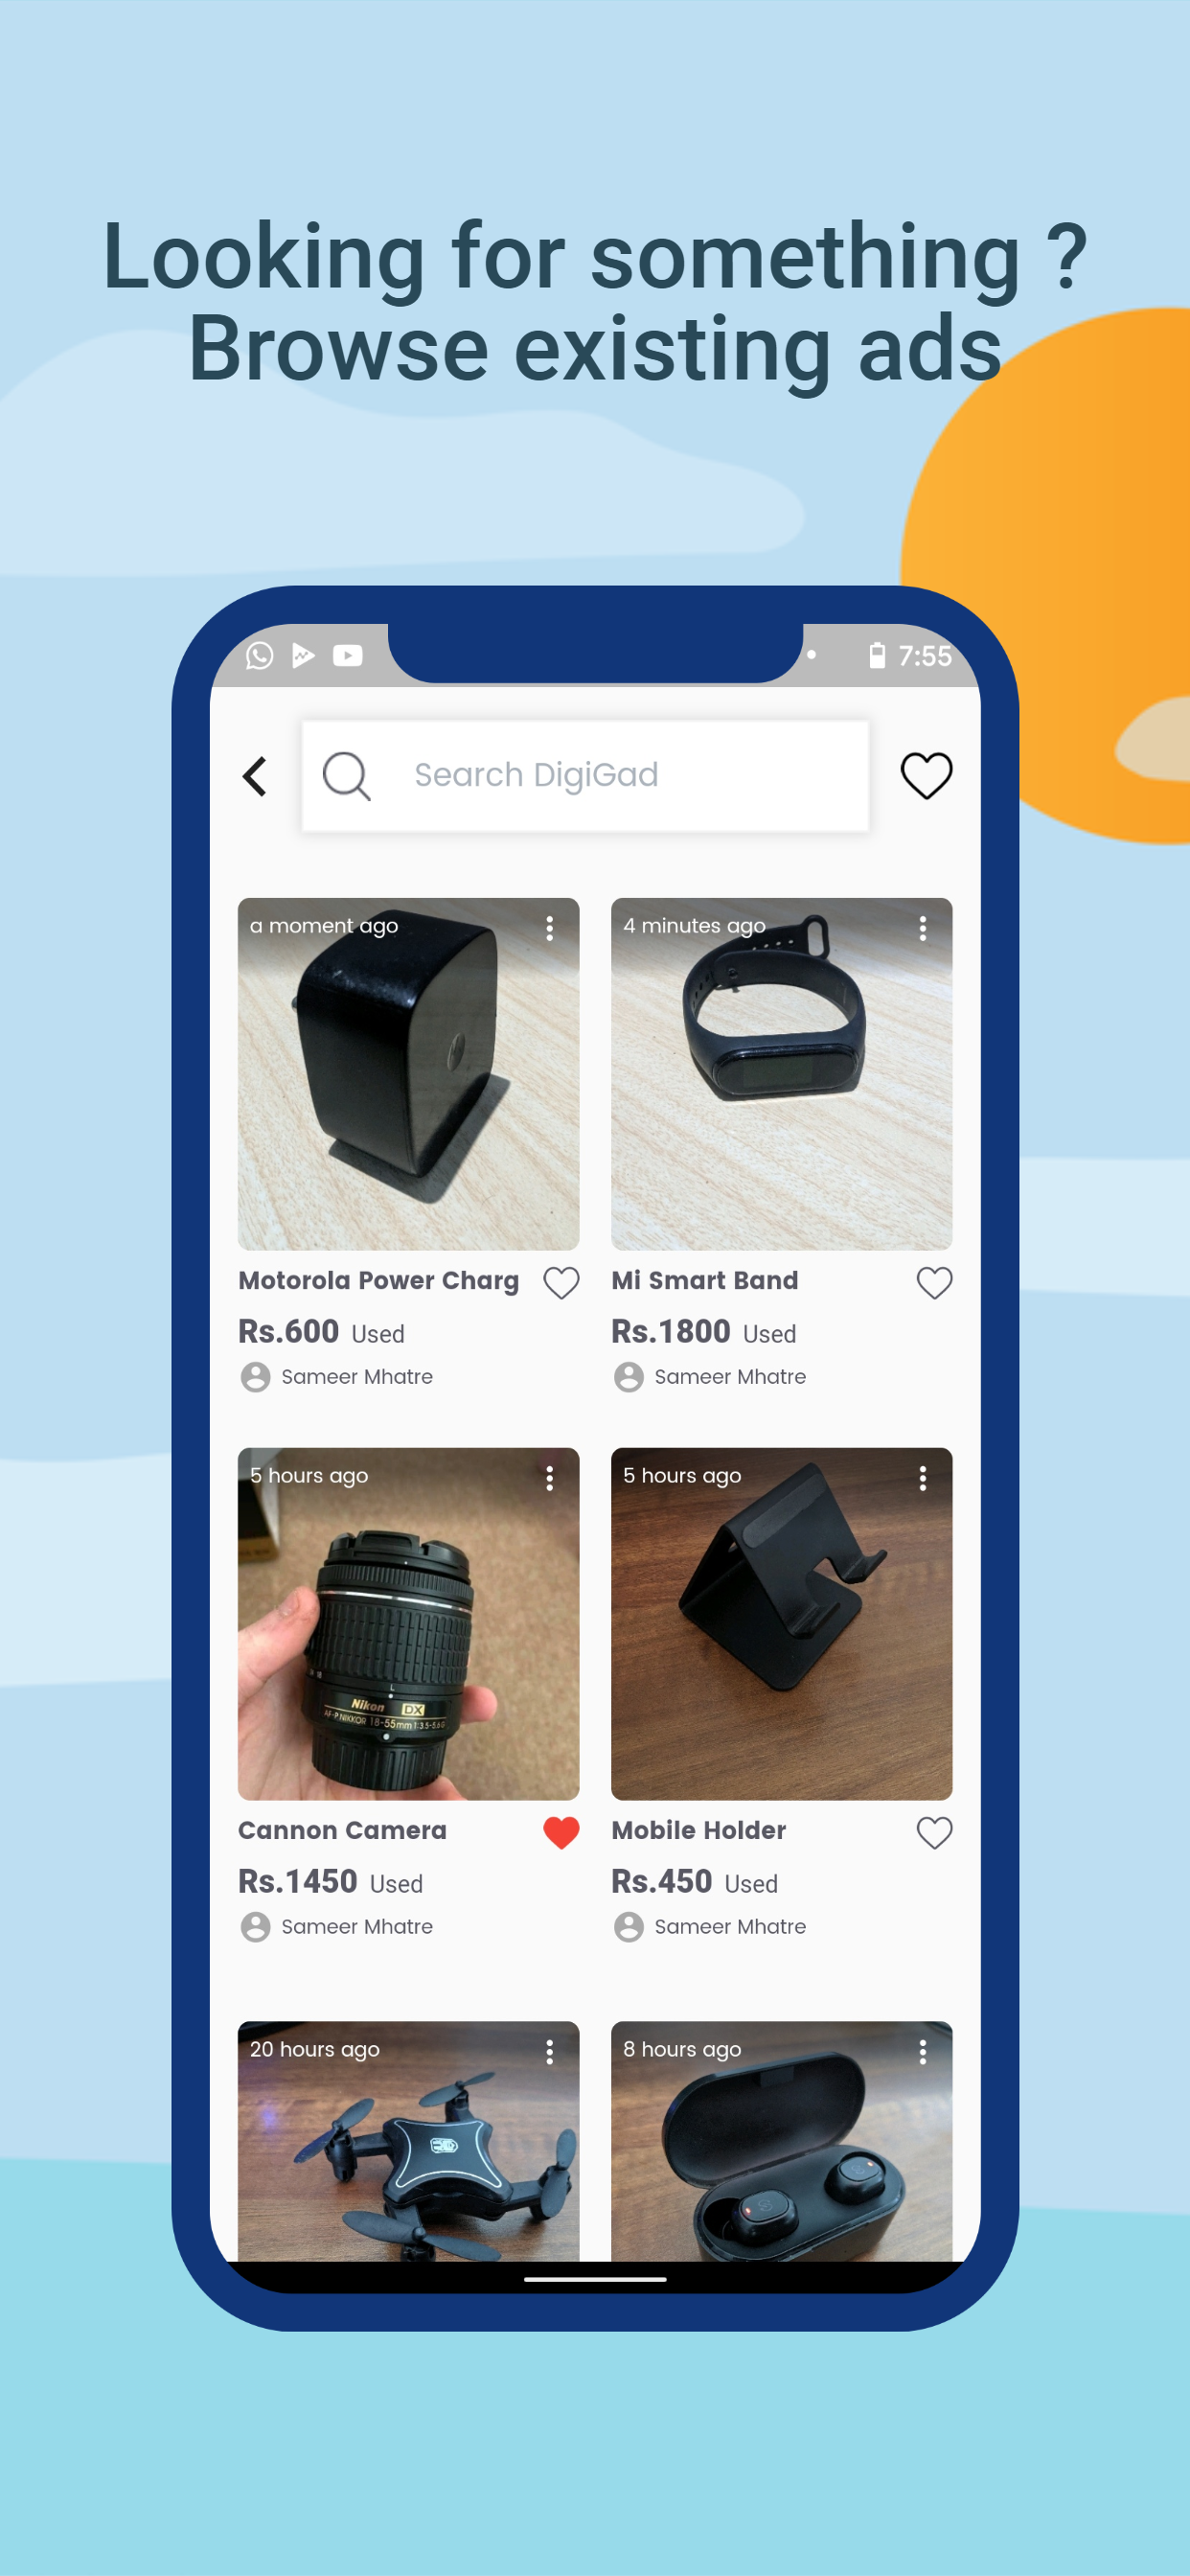 Looking for something ?
Browse existing ads
7:55
Search DigiGad
a moment ago
4 minutes ago
Motorola Power Charg
Mi Smart Band
Rs.600 Used
Rs.1800 Used
Sameer Mhatre
Sameer Mhatre
5 hours ago
5 hours ago
L
Nikon DX
AF-P NIKKOR 18-55mm 1:3.5-5.6G
Cannon Camera
Mobile Holder
Rs.1450 Used
Rs.450 Used
Sameer Mhatre
Sameer Mhatre
20 hours ago
8 hours ago